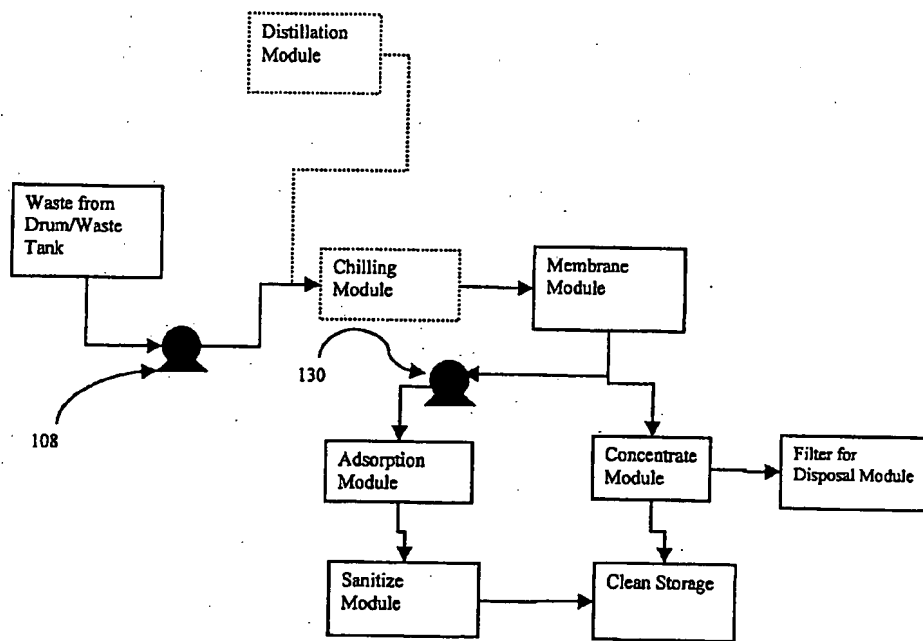 Distillation
Module
Waste from
Drum/Waste
Tank
Chilling
Module
Membrane
Module
130
108
Adsorption
Module
Concentrate
Module
Filter for
Disposal Module
Sanitize
Module
Clean Storage